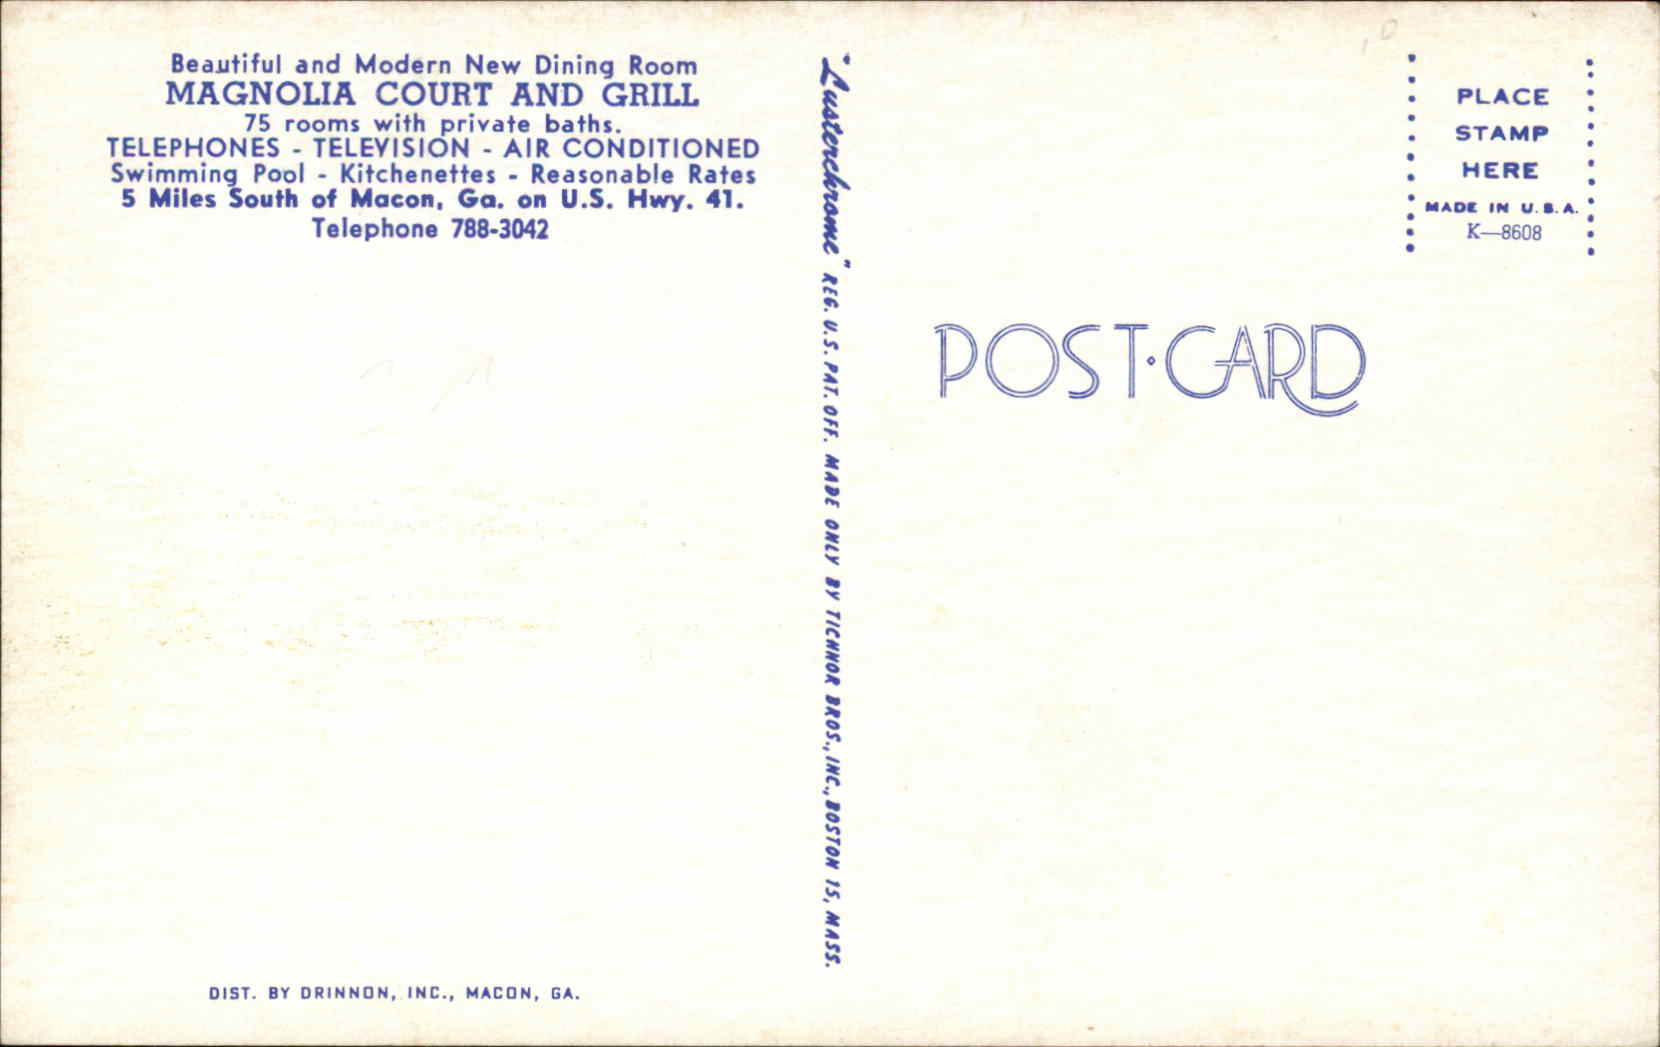 Beautiful and Modern New Dining Room
MAGNOLIA COURT AND GRILL
75 rooms with private baths.
TELEPHONES - TELEVISION - AIR CONDITIONED
Swimming Pool - Kitchenettes - Reasonable Rates
5 Miles South of Macon, Ga. on U.S. Hwy. 41.
Telephone 788-3042
DIST. BY DRINNON, INC., MACON, GA.
"Lusterchrome" REG. U.S. PAT. OFF. MADE ONLY BY TICHNOR BROS., INC., BOSTON 15, MASS.
POST·CARD
PLACE
STAMP
HERE
MADE IN U.S.A.
K—8608